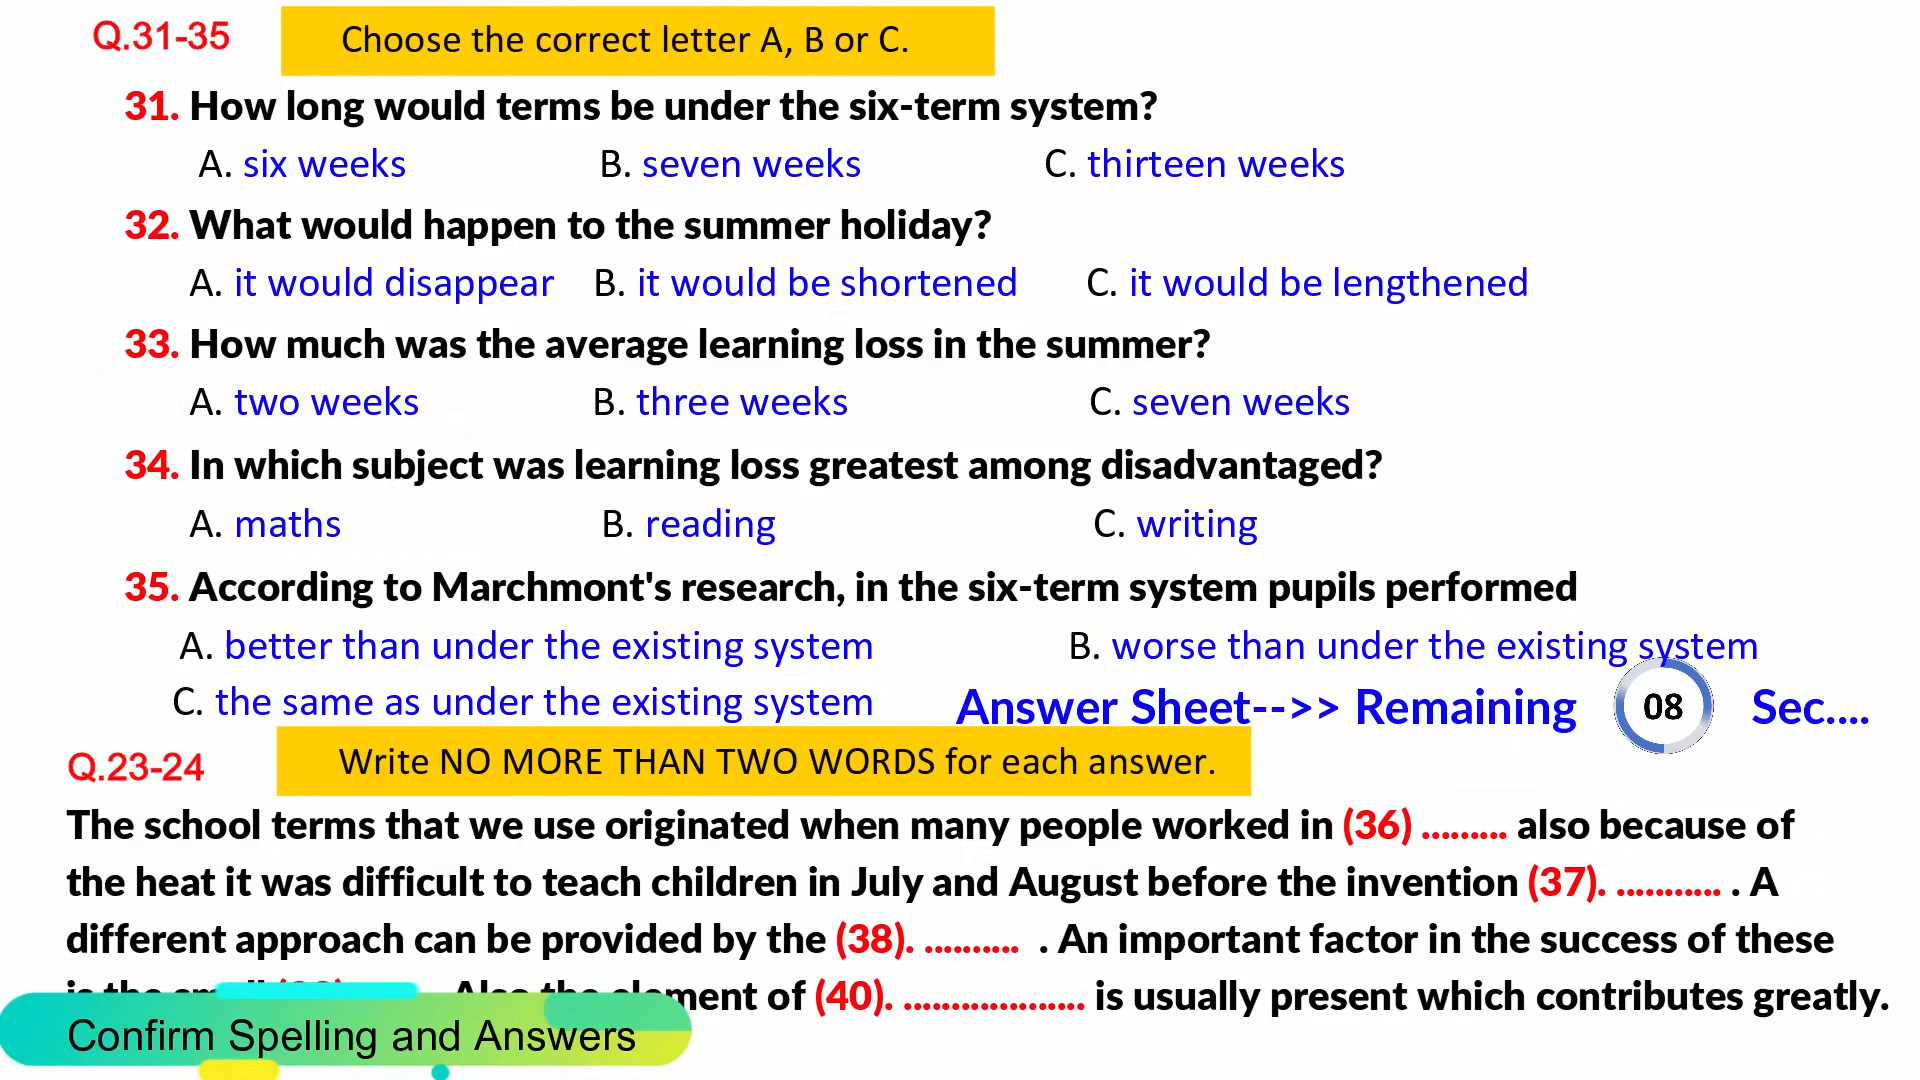 Q.31-35 Choose the correct letter A, B or C.
31. How long would terms be under the six-term system?
A. six weeks B. seven weeks C. thirteen weeks
32. What would happen to the summer holiday?
A. it would disappear B. it would be shortened C. it would be lengthened
33. How much was the average learning loss in the summer?
A. two weeks B. three weeks C. seven weeks
34. In which subject was learning loss greatest among disadvantaged?
A. maths B. reading C. writing
35. According to Marchmont's research, in the six-term system pupils performed
A. better than under the existing system B. worse than under the existing system
C. the same as under the existing system Answer Sheet-->> Remaining 08 Sec....
Q.23-24 Write NO MORE THAN TWO WORDS for each answer.
The school terms that we use originated when many people worked in (36) ......... also because of
the heat it was difficult to teach children in July and August before the invention (37). ........... . A
different approach can be provided by the (38). .......... . An important factor in the success of these
is the Also the element of (40). ................... is usually present which contributes greatly.
Confirm Spelling and Answers